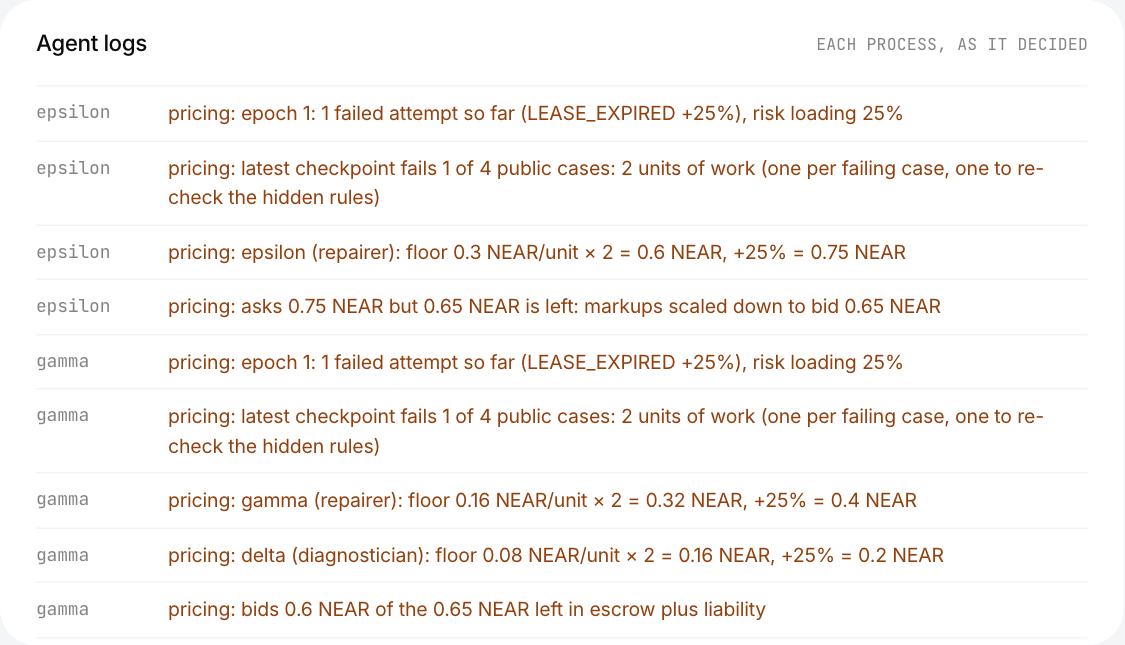 Agent logs
EACH PROCESS, AS IT DECIDED
epsilon
pricing: epoch 1: 1 failed attempt so far (LEASE_EXPIRED +25%), risk loading 25%
epsilon
pricing: latest checkpoint fails 1 of 4 public cases: 2 units of work (one per failing case, one to re-
check the hidden rules)
epsilon
pricing: epsilon (repairer): floor 0.3 NEAR/unit × 2 = 0.6 NEAR, +25% = 0.75 NEAR
epsilon
pricing: asks 0.75 NEAR but 0.65 NEAR is left: markups scaled down to bid 0.65 NEAR
gamma
pricing: epoch 1: 1 failed attempt so far (LEASE_EXPIRED +25%), risk loading 25%
gamma
pricing: latest checkpoint fails 1 of 4 public cases: 2 units of work (one per failing case, one to re-
check the hidden rules)
gamma
pricing: gamma (repairer): floor 0.16 NEAR/unit × 2 = 0.32 NEAR, +25% = 0.4 NEAR
gamma
pricing: delta (diagnostician): floor 0.08 NEAR/unit × 2 = 0.16 NEAR, +25% = 0.2 NEAR
gamma
pricing: bids 0.6 NEAR of the 0.65 NEAR left in escrow plus liability